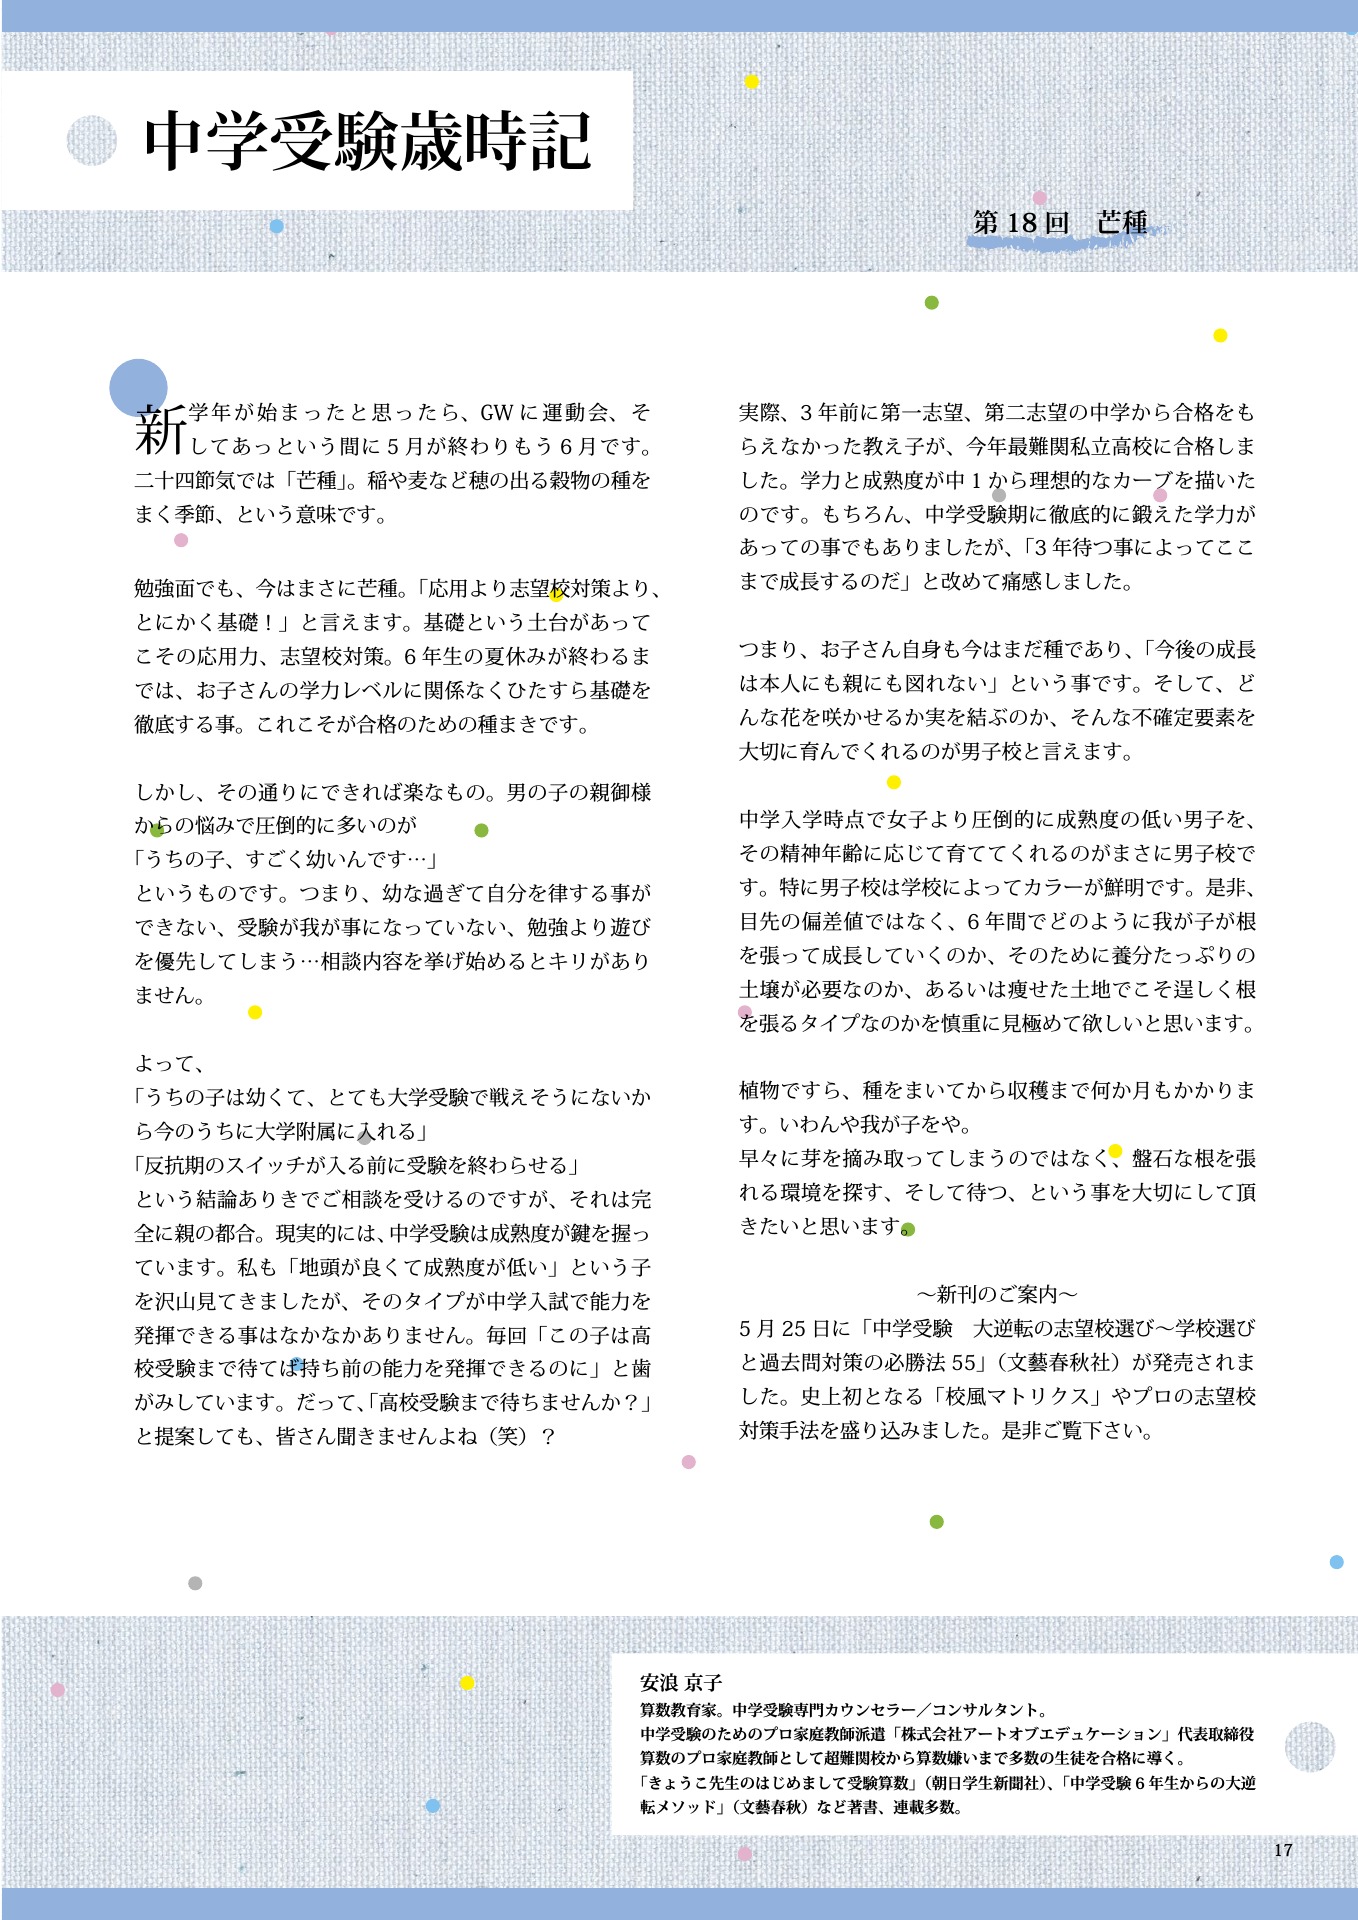 中学受験歳時記
第 18 回　芒種
新学年が始まったと思ったら、GW に運動会、そ
してあっという間に 5 月が終わりもう 6 月です。
二十四節気では「芒種」。稲や麦など穂の出る穀物の種を
まく季節、という意味です。
勉強面でも、今はまさに芒種。「応用より志望校対策より、
とにかく基礎！」と言えます。基礎という土台があって
こその応用力、志望校対策。6 年生の夏休みが終わるま
では、お子さんの学力レベルに関係なくひたすら基礎を
徹底する事。これこそが合格のための種まきです。
しかし、その通りにできれば楽なもの。男の子の親御様
からの悩みで圧倒的に多いのが
「うちの子、すごく幼いんです…」
というものです。つまり、幼な過ぎて自分を律する事が
できない、受験が我が事になっていない、勉強より遊び
を優先してしまう…相談内容を挙げ始めるとキリがあり
ません。
よって、
「うちの子は幼くて、とても大学受験で戦えそうにないか
ら今のうちに大学附属に入れる」
「反抗期のスイッチが入る前に受験を終わらせる」
という結論ありきでご相談を受けるのですが、それは完
全に親の都合。現実的には、中学受験は成熟度が鍵を握っ
ています。私も「地頭が良くて成熟度が低い」という子
を沢山見てきましたが、そのタイプが中学入試で能力を
発揮できる事はなかなかありません。毎回「この子は高
校受験まで待てば持ち前の能力を発揮できるのに」と歯
がみしています。だって、「高校受験まで待ちませんか？」
と提案しても、皆さん聞きませんよね（笑）？
実際、3 年前に第一志望、第二志望の中学から合格をも
らえなかった教え子が、今年最難関私立高校に合格しま
した。学力と成熟度が中 1 から理想的なカーブを描いた
のです。もちろん、中学受験期に徹底的に鍛えた学力が
あっての事でもありましたが、「3 年待つ事によってここ
まで成長するのだ」と改めて痛感しました。
つまり、お子さん自身も今はまだ種であり、「今後の成長
は本人にも親にも図れない」という事です。そして、ど
んな花を咲かせるか実を結ぶのか、そんな不確定要素を
大切に育んでくれるのが男子校と言えます。
中学入学時点で女子より圧倒的に成熟度の低い男子を、
その精神年齢に応じて育ててくれるのがまさに男子校で
す。特に男子校は学校によってカラーが鮮明です。是非、
目先の偏差値ではなく、6 年間でどのように我が子が根
を張って成長していくのか、そのために養分たっぷりの
土壌が必要なのか、あるいは痩せた土地でこそ逞しく根
を張るタイプなのかを慎重に見極めて欲しいと思います。
植物ですら、種をまいてから収穫まで何か月もかかりま
す。いわんや我が子をや。
早々に芽を摘み取ってしまうのではなく、盤石な根を張
れる環境を探す、そして待つ、という事を大切にして頂
きたいと思います。
～新刊のご案内～
5 月 25 日に「中学受験　大逆転の志望校選び～学校選び
と過去問対策の必勝法 55」（文藝春秋社）が発売されま
した。史上初となる「校風マトリクス」やプロの志望校
対策手法を盛り込みました。是非ご覧下さい。
安浪 京子
算数教育家。中学受験専門カウンセラー／コンサルタント。
中学受験のためのプロ家庭教師派遣「株式会社アートオブエデュケーション」代表取締役
算数のプロ家庭教師として超難関校から算数嫌いまで多数の生徒を合格に導く。
「きょうこ先生のはじめまして受験算数」（朝日学生新聞社）、「中学受験 6 年生からの大逆
転メソッド」（文藝春秋）など著書、連載多数。
17